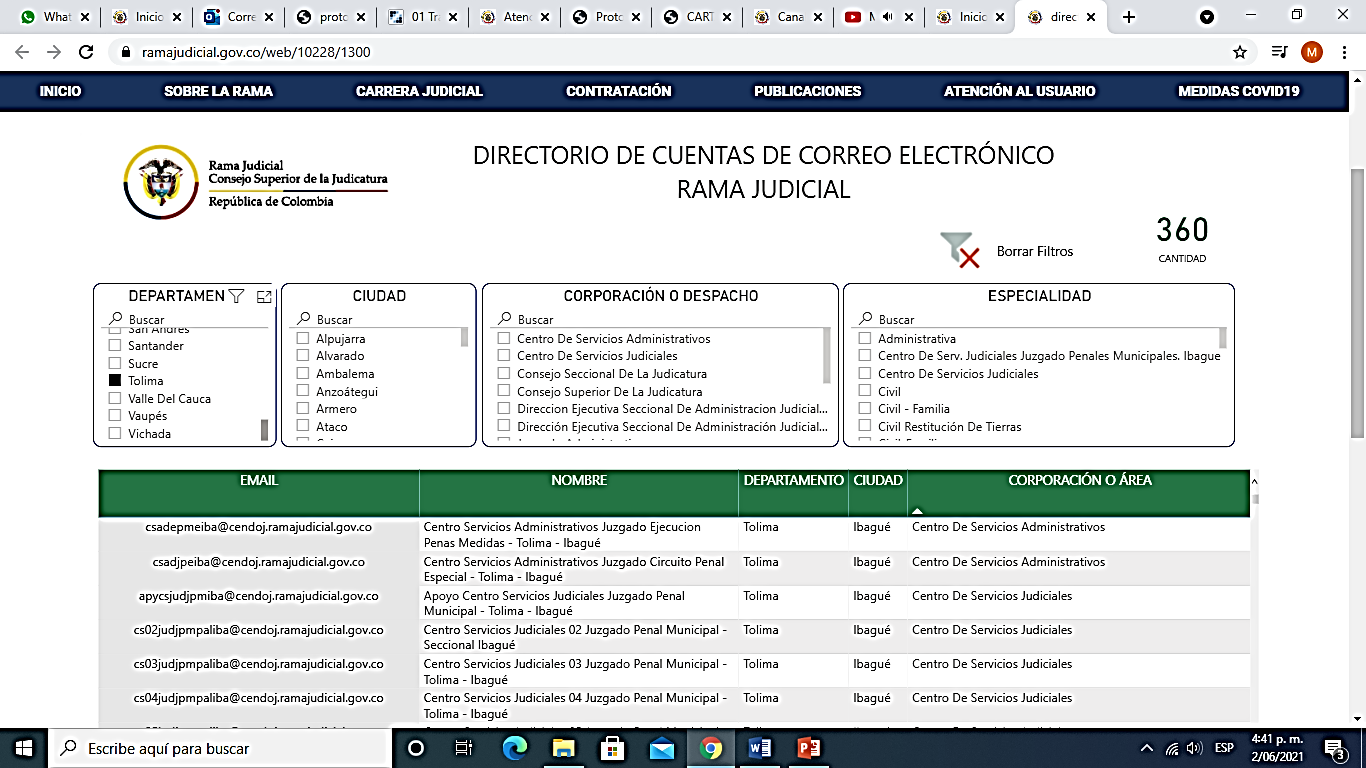 What
Inicio
Corre
proto
01 Tra
Atenc
Proto
CART
Cana
Inicio
direc
ramajudicial.gov.co/web/10228/1300
M
INICIO SOBRE LA RAMA CARRERA JUDICIAL CONTRATACIÓN PUBLICACIONES ATENCIÓN AL USUARIO MEDIDAS COVID19
Rama Judicial
Consejo Superior de la Judicatura
República de Colombia
DIRECTORIO DE CUENTAS DE CORREO ELECTRÓNICO
RAMA JUDICIAL
Borrar Filtros
360
CANTIDAD
DEPARTAMEN
Buscar
San Andrés
Santander
Sucre
Tolima
Valle Del Cauca
Vaupés
Vichada
CIUDAD
Buscar
Alpujarra
Alvarado
Ambalema
Anzoátegui
Armero
Ataco
CORPORACIÓN O DESPACHO
Buscar
Centro De Servicios Administrativos
Centro De Servicios Judiciales
Consejo Seccional De La Judicatura
Consejo Superior De La Judicatura
Direccion Ejecutiva Seccional De Administracion Judicial...
Dirección Ejecutiva Seccional De Administración Judicial...
ESPECIALIDAD
Buscar
Administrativa
Centro De Serv. Judiciales Juzgado Penales Municipales. Ibague
Centro De Servicios Judiciales
Civil
Civil - Familia
Civil Restitución De Tierras
EMAIL NOMBRE DEPARTAMENTO CIUDAD CORPORACIÓN O ÁREA
csadepmeiba@cendoj.ramajudicial.gov.co Centro Servicios Administrativos Juzgado Ejecucion Tolima Ibagué Centro De Servicios Administrativos
Penas Medidas - Tolima - Ibagué
csadjpeiba@cendoj.ramajudicial.gov.co Centro Servicios Administrativos Juzgado Circuito Penal Tolima Ibagué Centro De Servicios Administrativos
Especial - Tolima - Ibagué
apycsjudjpmiba@cendoj.ramajudicial.gov.co Apoyo Centro Servicios Judiciales Juzgado Penal Tolima Ibagué Centro De Servicios Judiciales
Municipal - Tolima - Ibagué
cs02judjpmpaliba@cendoj.ramajudicial.gov.co Centro Servicios Judiciales 02 Juzgado Penal Municipal - Tolima Ibagué Centro De Servicios Judiciales
Seccional Ibagué
cs03judjpmpaliba@cendoj.ramajudicial.gov.co Centro Servicios Judiciales 03 Juzgado Penal Municipal - Tolima Ibagué Centro De Servicios Judiciales
Tolima - Ibagué
cs04judjpmpaliba@cendoj.ramajudicial.gov.co Centro Servicios Judiciales 04 Juzgado Penal Municipal - Tolima Ibagué Centro De Servicios Judiciales
Tolima - Ibagué
Escribe aquí para buscar
ESP
4:41 p. m.
2/06/2021
3